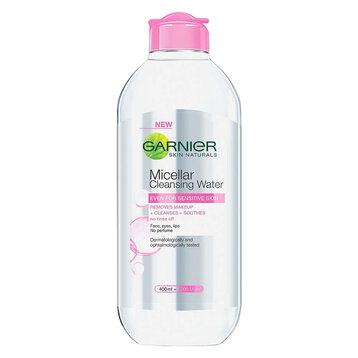 NEW
GARNIER
SKIN NATURALS
Micellar
Cleansing Water
EVEN FOR SENSITIVE SKIN
REMOVES MAKEUP
+ CLEANSES + SOOTHES
no rinse off
Face, eyes, lips
No perfume
Dermatologically and
ophtalmologically tested
400ml